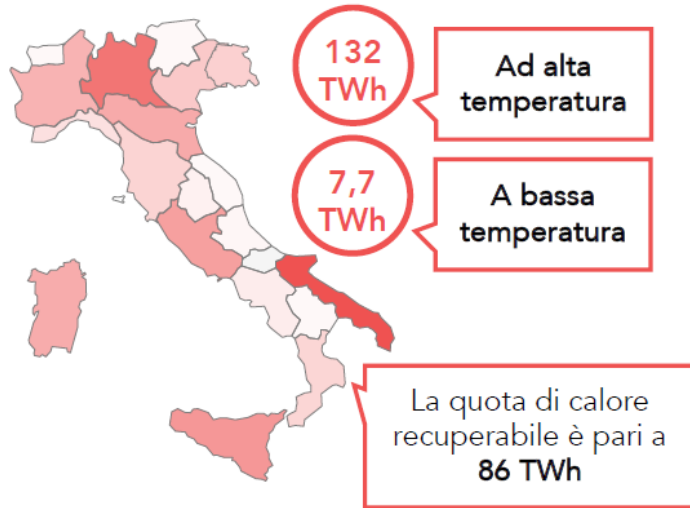 132
TWh
Ad alta
temperatura
7,7
TWh
A bassa
temperatura
La quota di calore
recuperabile è pari a
86 TWh